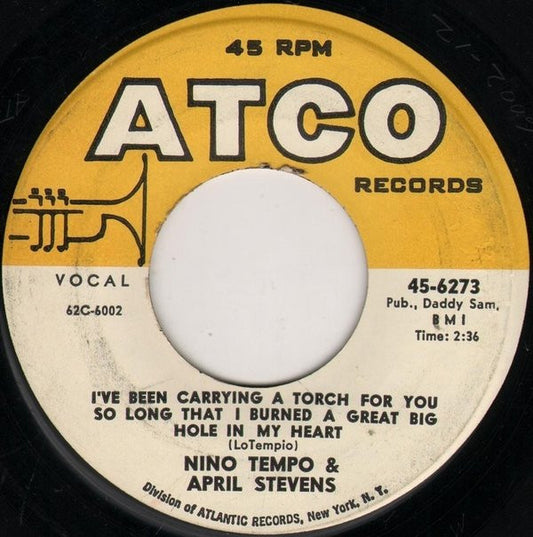 45 RPM
ATCO
RECORDS
VOCAL
62C-6002
45-6273
Pub., Daddy Sam,
BMI
Time: 2:36
I'VE BEEN CARRYING A TORCH FOR YOU
SO LONG THAT I BURNED A GREAT BIG
HOLE IN MY HEART
(LoTempio)
NINO TEMPO &
APRIL STEVENS
Division of ATLANTIC RECORDS, New York, N. Y.